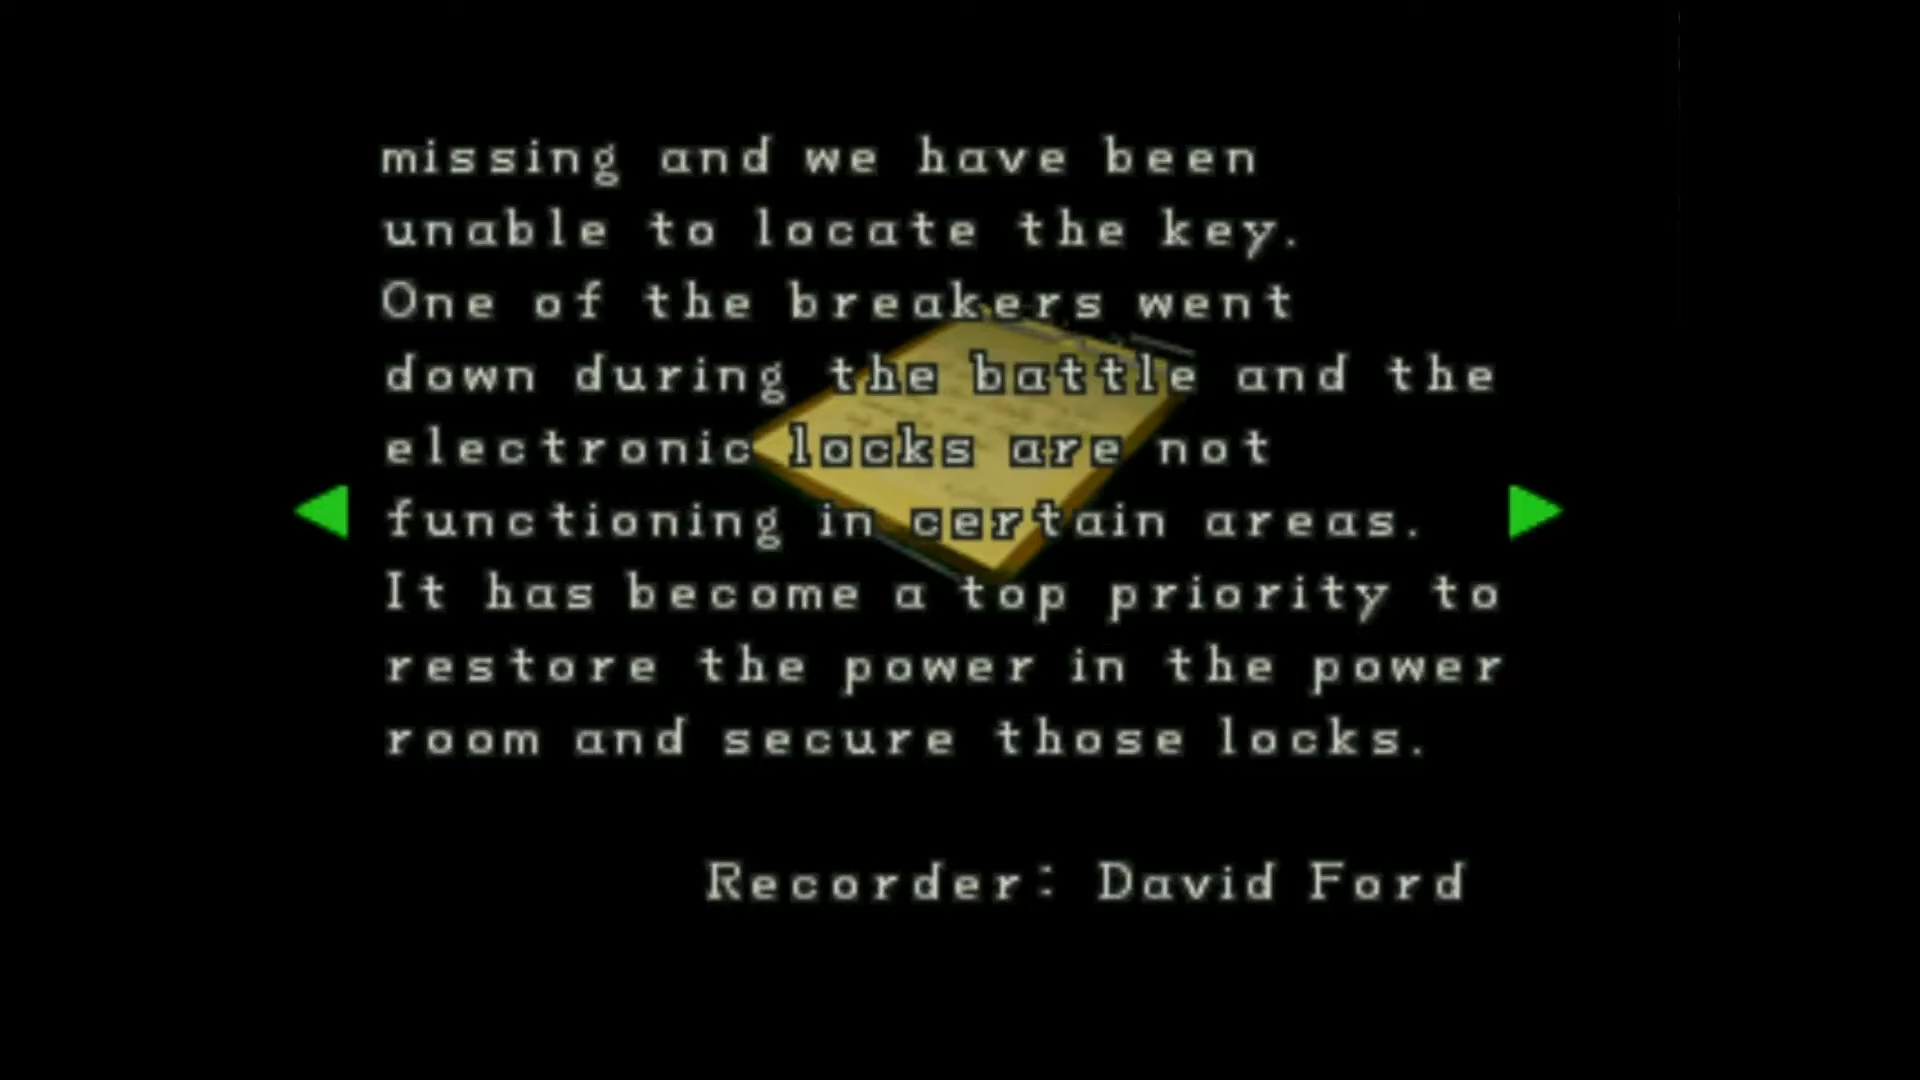 missing and we have been
unable to locate the key.
One of the breakers went
down during the battle and the
electronic locks are not
functioning in certain areas.
It has become a top priority to
restore the power in the power
room and secure those locks.
Recorder: David Ford